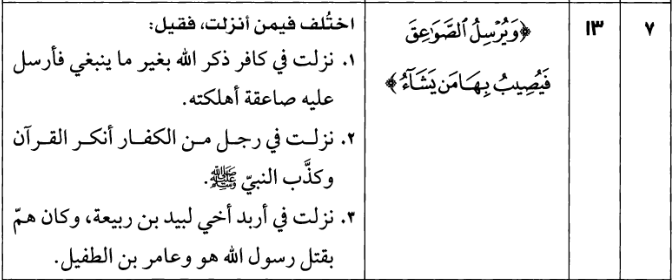 ٧
١٣
﴿وَيُرْسِلُ ٱلصَّوَٰعِقَ
فَيُصِيبُ بِهَا مَن يَشَآءُ﴾
اختُلف فيمن أنزلت، فقيل:
١. نزلت في كافر ذكر الله بغير ما ينبغي فأرسل
عليه صاعقة أهلكته.
٢. نزلت في رجل من الكفار أنكر القرآن
وكذَّب النبيّ ﷺ.
٣. نزلت في أربد أخي لبيد بن ربيعة، وكان همّ
بقتل رسول الله هو وعامر بن الطفيل.